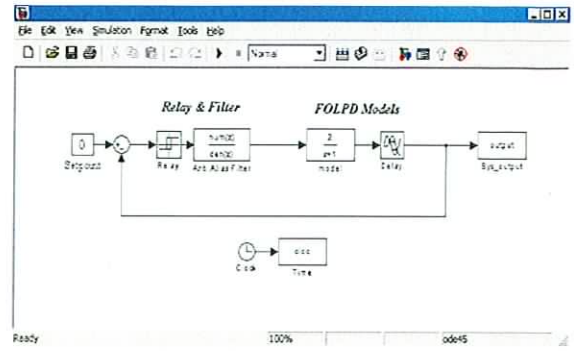 File Edit View Simulation Format Tools Help
Normal
Relay & Filter FOLPD Models
0
Setpoint
Relay
num(z)
den(z)
Anti Alias Filter
2
s+1
model
Delay
output
Sys_output
Clock
Time
Ready 100% ode45